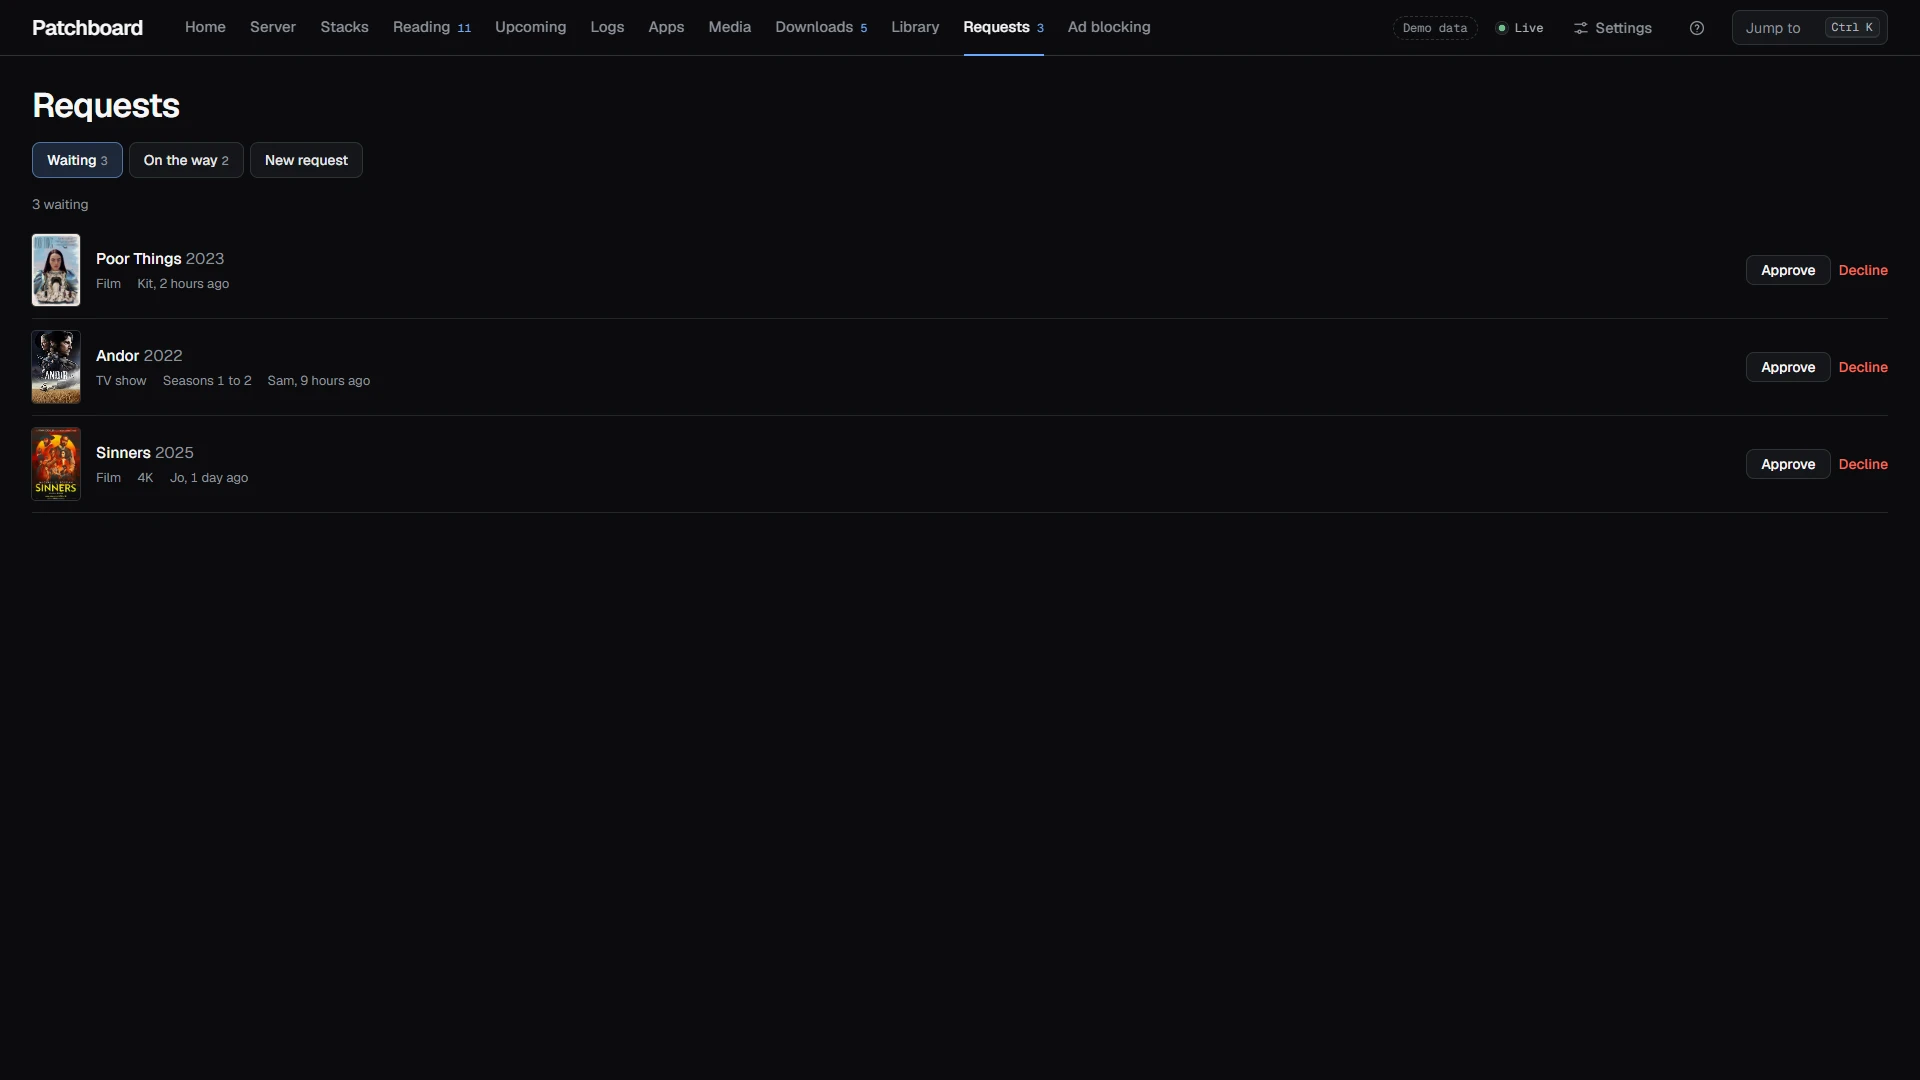 Patchboard Home Server Stacks Reading 11 Upcoming Logs Apps Media Downloads 5 Library Requests 3 Ad blocking Demo data Live Settings Jump to Ctrl K
Requests
Waiting 3 On the way 2 New request
3 waiting
Poor Things 2023
Film Kit, 2 hours ago
Approve Decline
ANDOR
Andor 2022
TV show Seasons 1 to 2 Sam, 9 hours ago
Approve Decline
SINNERS
Sinners 2025
Film 4K Jo, 1 day ago
Approve Decline